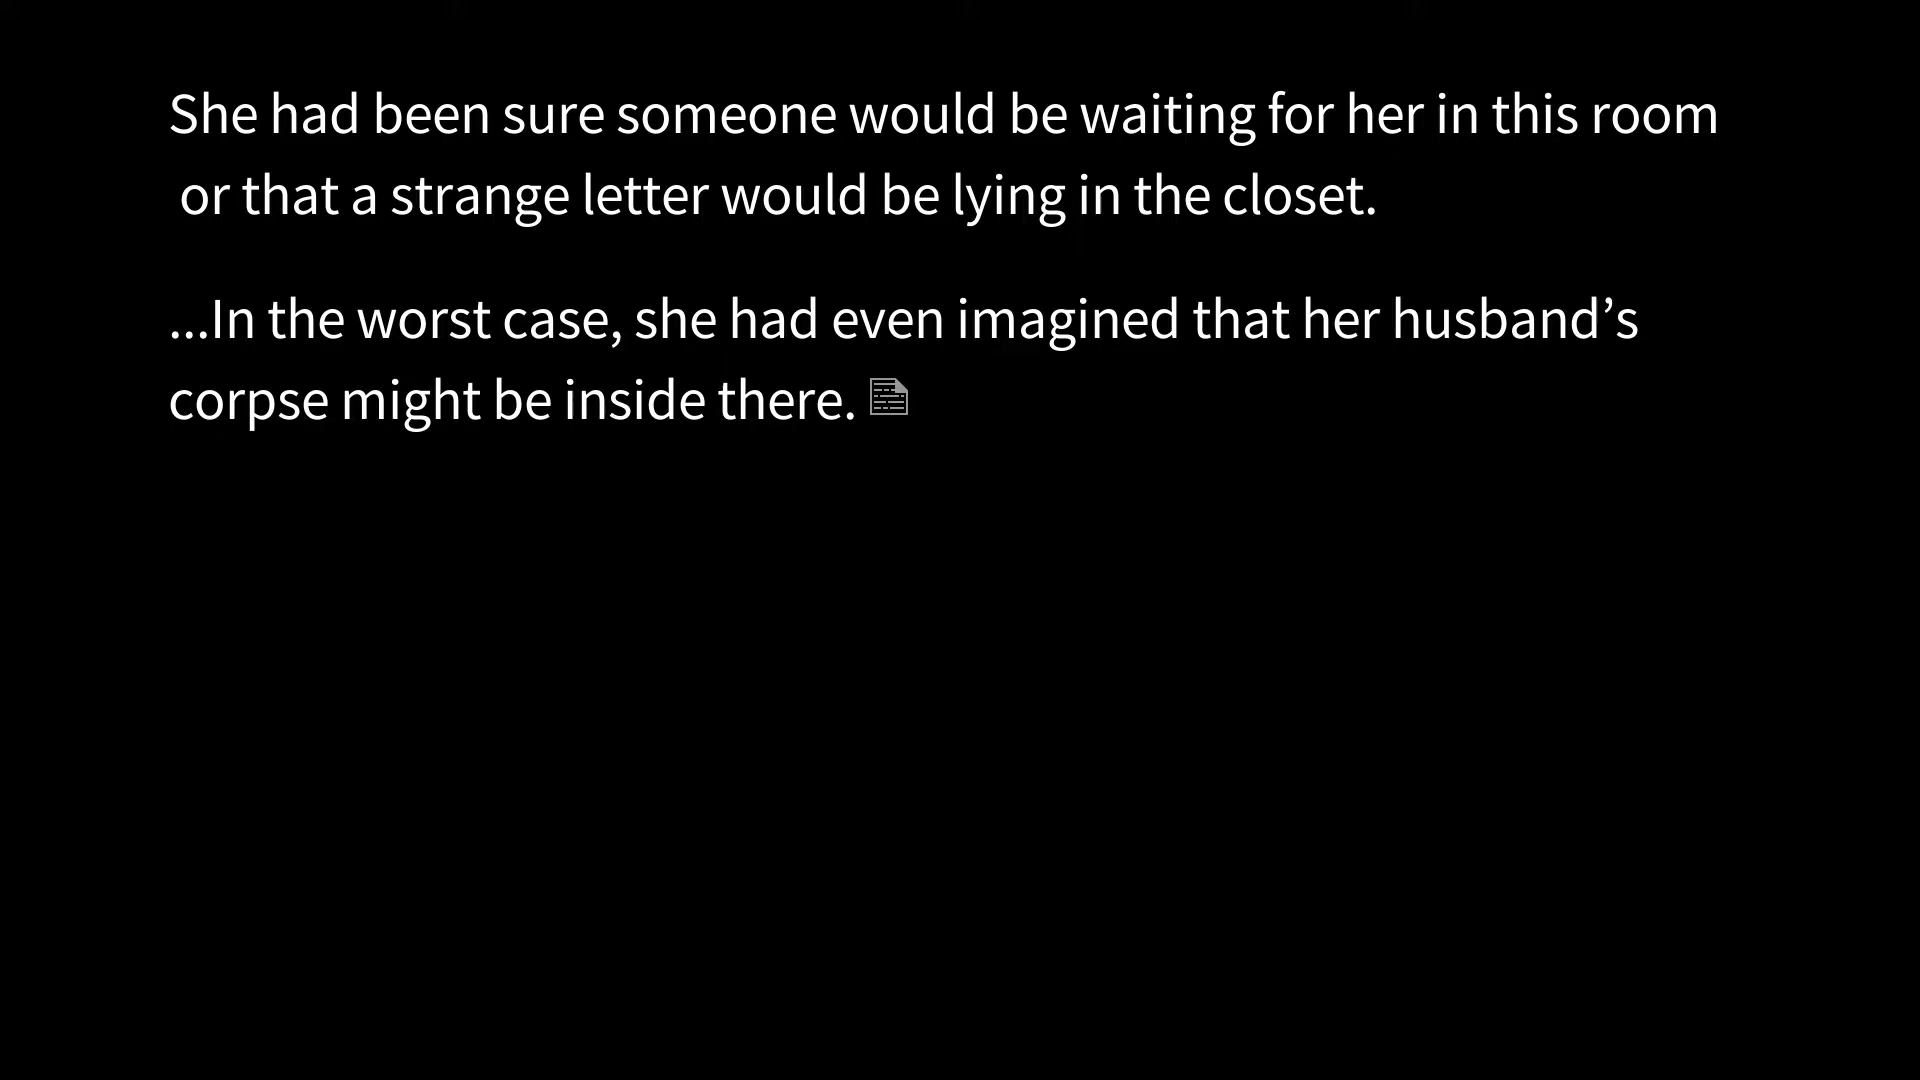 She had been sure someone would be waiting for her in this room
or that a strange letter would be lying in the closet.
...In the worst case, she had even imagined that her husband’s
corpse might be inside there.